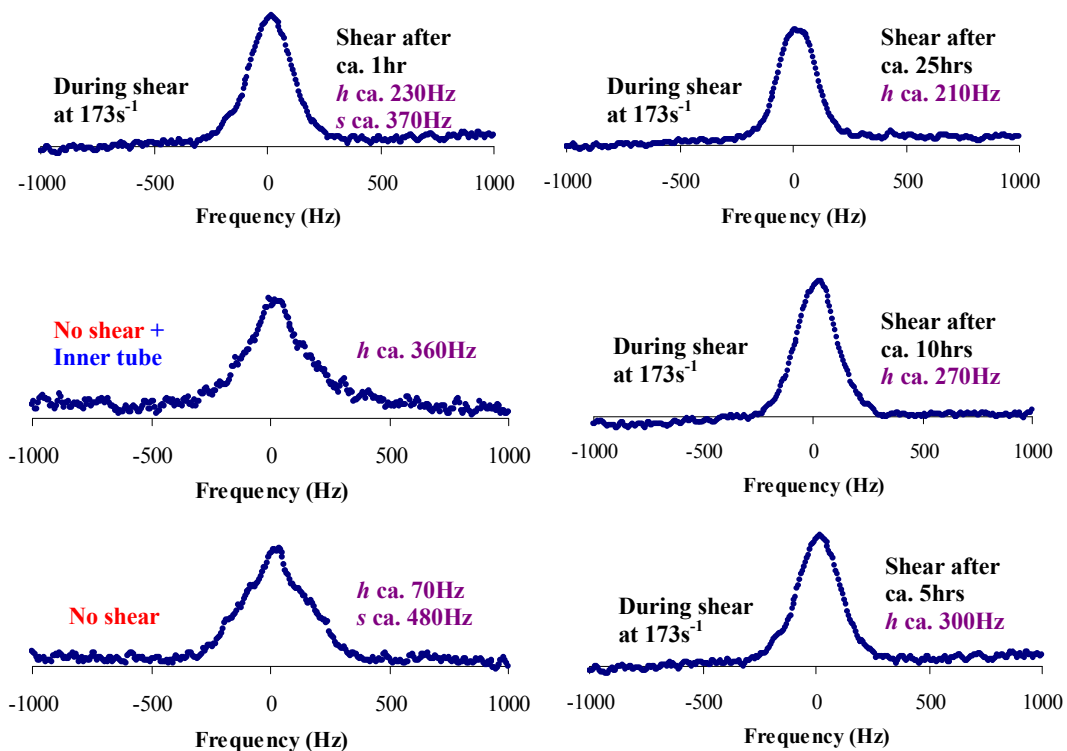 During shear
at 173s⁻¹
Shear after
ca. 1hr
h ca. 230Hz
s ca. 370Hz
-1000 -500 0 500 1000
Frequency (Hz)
During shear
at 173s⁻¹
Shear after
ca. 25hrs
h ca. 210Hz
-1000 -500 0 500 1000
Frequency (Hz)
No shear +
Inner tube
h ca. 360Hz
-1000 -500 0 500 1000
Frequency (Hz)
During shear
at 173s⁻¹
Shear after
ca. 10hrs
h ca. 270Hz
-1000 -500 0 500 1000
Frequency (Hz)
No shear
h ca. 70Hz
s ca. 480Hz
-1000 -500 0 500 1000
Frequency (Hz)
During shear
at 173s⁻¹
Shear after
ca. 5hrs
h ca. 300Hz
-1000 -500 0 500 1000
Frequency (Hz)